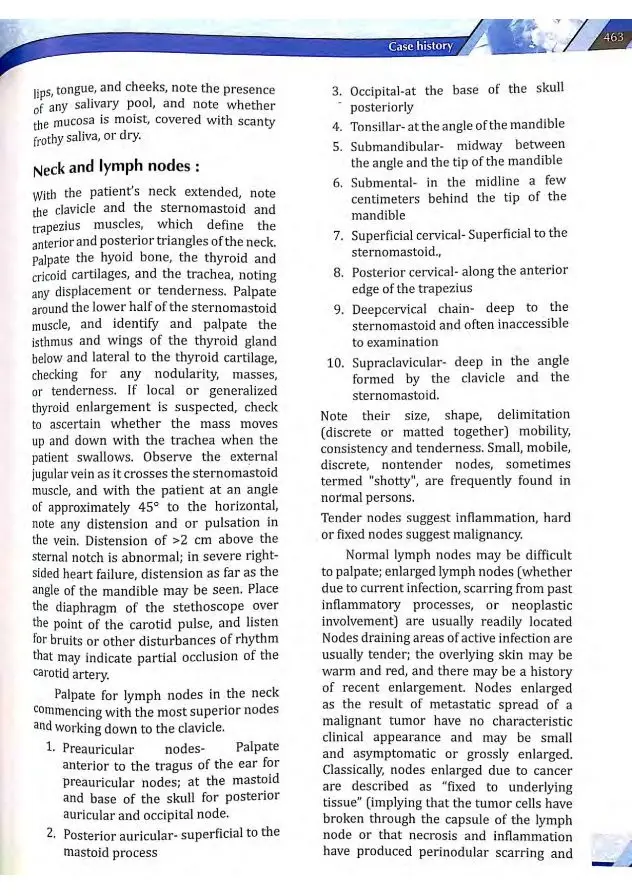 Case history
463
lips, tongue, and cheeks, note the presence
of any salivary pool, and note whether
the mucosa is moist, covered with scanty
frothy saliva, or dry.
Neck and lymph nodes :
With the patient's neck extended, note
the clavicle and the sternomastoid and
trapezius muscles, which define the
anterior and posterior triangles of the neck.
Palpate the hyoid bone, the thyroid and
cricoid cartilages, and the trachea, noting
any displacement or tenderness. Palpate
around the lower half of the sternomastoid
muscle, and identify and palpate the
isthmus and wings of the thyroid gland
below and lateral to the thyroid cartilage,
checking for any nodularity, masses,
or tenderness. If local or generalized
thyroid enlargement is suspected, check
to ascertain whether the mass moves
up and down with the trachea when the
patient swallows. Observe the external
jugular vein as it crosses the sternomastoid
muscle, and with the patient at an angle
of approximately 45° to the horizontal,
note any distension and or pulsation in
the vein. Distension of >2 cm above the
sternal notch is abnormal; in severe right-
sided heart failure, distension as far as the
angle of the mandible may be seen. Place
the diaphragm of the stethoscope over
the point of the carotid pulse, and listen
for bruits or other disturbances of rhythm
that may indicate partial occlusion of the
carotid artery.
Palpate for lymph nodes in the neck
commencing with the most superior nodes
and working down to the clavicle.
1. Preauricular nodes- Palpate
anterior to the tragus of the ear for
preauricular nodes; at the mastoid
and base of the skull for posterior
auricular and occipital node.
2. Posterior auricular- superficial to the
mastoid process
3. Occipital-at the base of the skull
posteriorly
4. Tonsillar- at the angle of the mandible
5. Submandibular- midway between
the angle and the tip of the mandible
6. Submental- in the midline a few
centimeters behind the tip of the
mandible
7. Superficial cervical- Superficial to the
sternomastoid.,
8. Posterior cervical- along the anterior
edge of the trapezius
9. Deepcervical chain- deep to the
sternomastoid and often inaccessible
to examination
10. Supraclavicular- deep in the angle
formed by the clavicle and the
sternomastoid.
Note their size, shape, delimitation
(discrete or matted together) mobility,
consistency and tenderness. Small, mobile,
discrete, nontender nodes, sometimes
termed "shotty", are frequently found in
normal persons.
Tender nodes suggest inflammation, hard
or fixed nodes suggest malignancy.
Normal lymph nodes may be difficult
to palpate; enlarged lymph nodes (whether
due to current infection, scarring from past
inflammatory processes, or neoplastic
involvement) are usually readily located
Nodes draining areas of active infection are
usually tender; the overlying skin may be
warm and red, and there may be a history
of recent enlargement. Nodes enlarged
as the result of metastatic spread of a
malignant tumor have no characteristic
clinical appearance and may be small
and asymptomatic or grossly enlarged.
Classically, nodes enlarged due to cancer
are described as "fixed to underlying
tissue" (implying that the tumor cells have
broken through the capsule of the lymph
node or that necrosis and inflammation
have produced perinodular scarring and